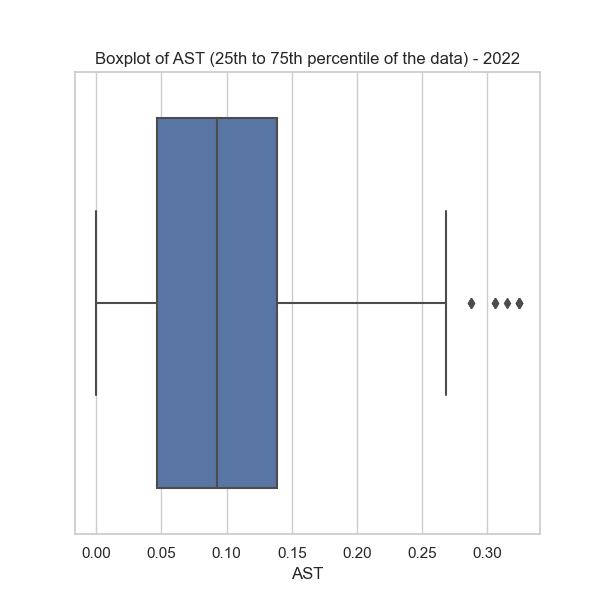 Boxplot of AST (25th to 75th percentile of the data) - 2022
0.00 0.05 0.10 0.15 0.20 0.25 0.30
AST